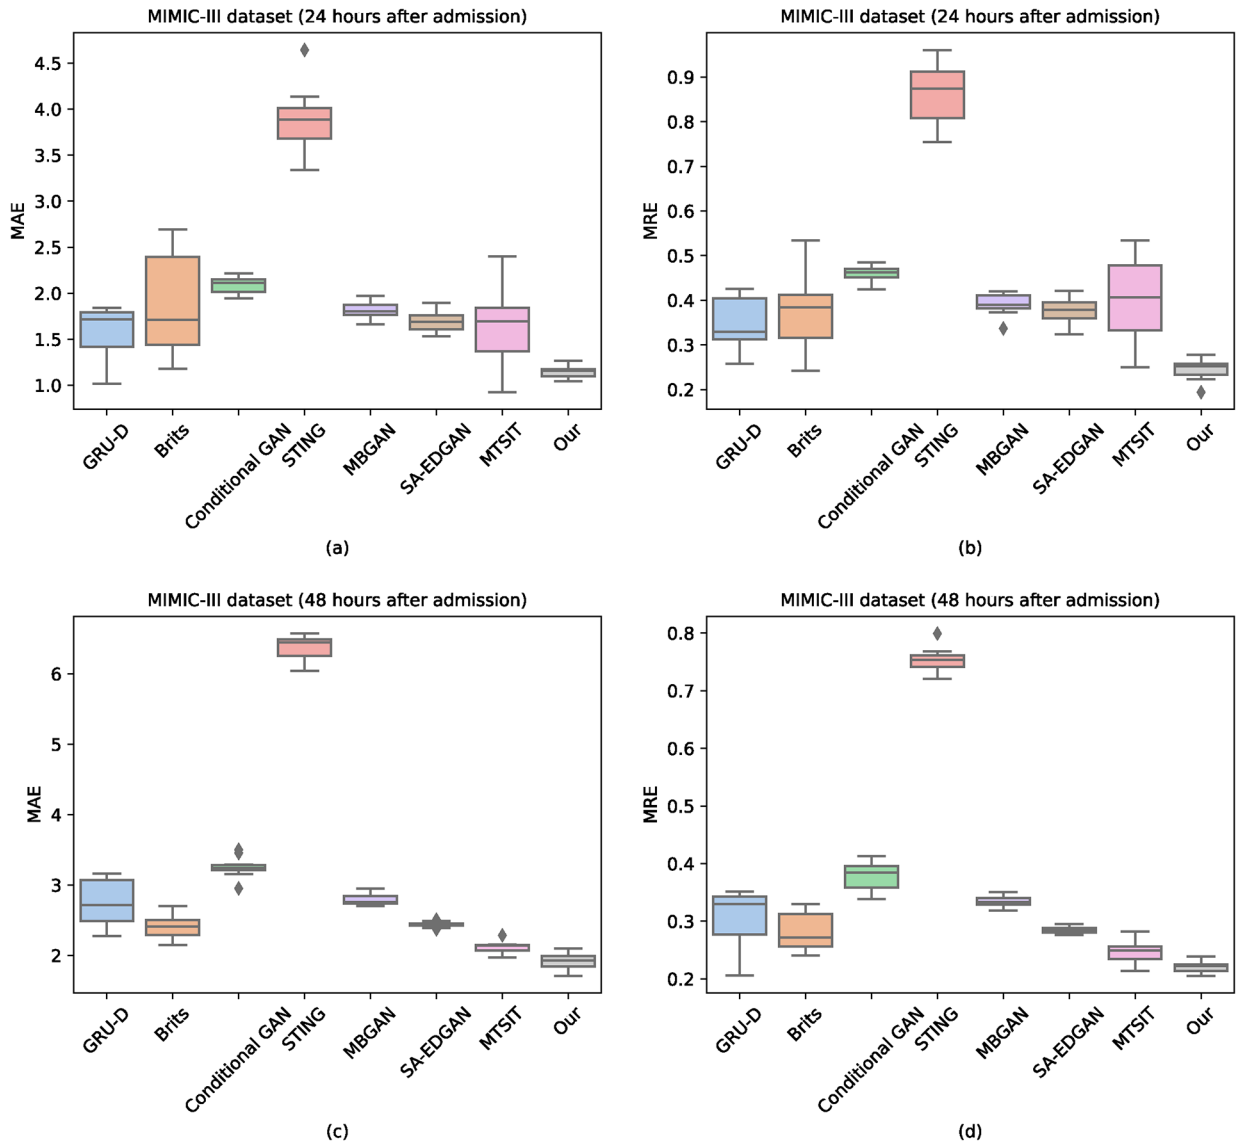 MIMIC-III dataset (24 hours after admission)
MAE
4.5
4.0
3.5
3.0
2.5
2.0
1.5
1.0
GRU-D
Brits
Conditional GAN
STING
MBGAN
SA-EDGAN
MTSIT
Our
(a)
MIMIC-III dataset (24 hours after admission)
MRE
0.9
0.8
0.7
0.6
0.5
0.4
0.3
0.2
GRU-D
Brits
Conditional GAN
STING
MBGAN
SA-EDGAN
MTSIT
Our
(b)
MIMIC-III dataset (48 hours after admission)
MAE
6
5
4
3
2
GRU-D
Brits
Conditional GAN
STING
MBGAN
SA-EDGAN
MTSIT
Our
(c)
MIMIC-III dataset (48 hours after admission)
MRE
0.8
0.7
0.6
0.5
0.4
0.3
0.2
GRU-D
Brits
Conditional GAN
STING
MBGAN
SA-EDGAN
MTSIT
Our
(d)